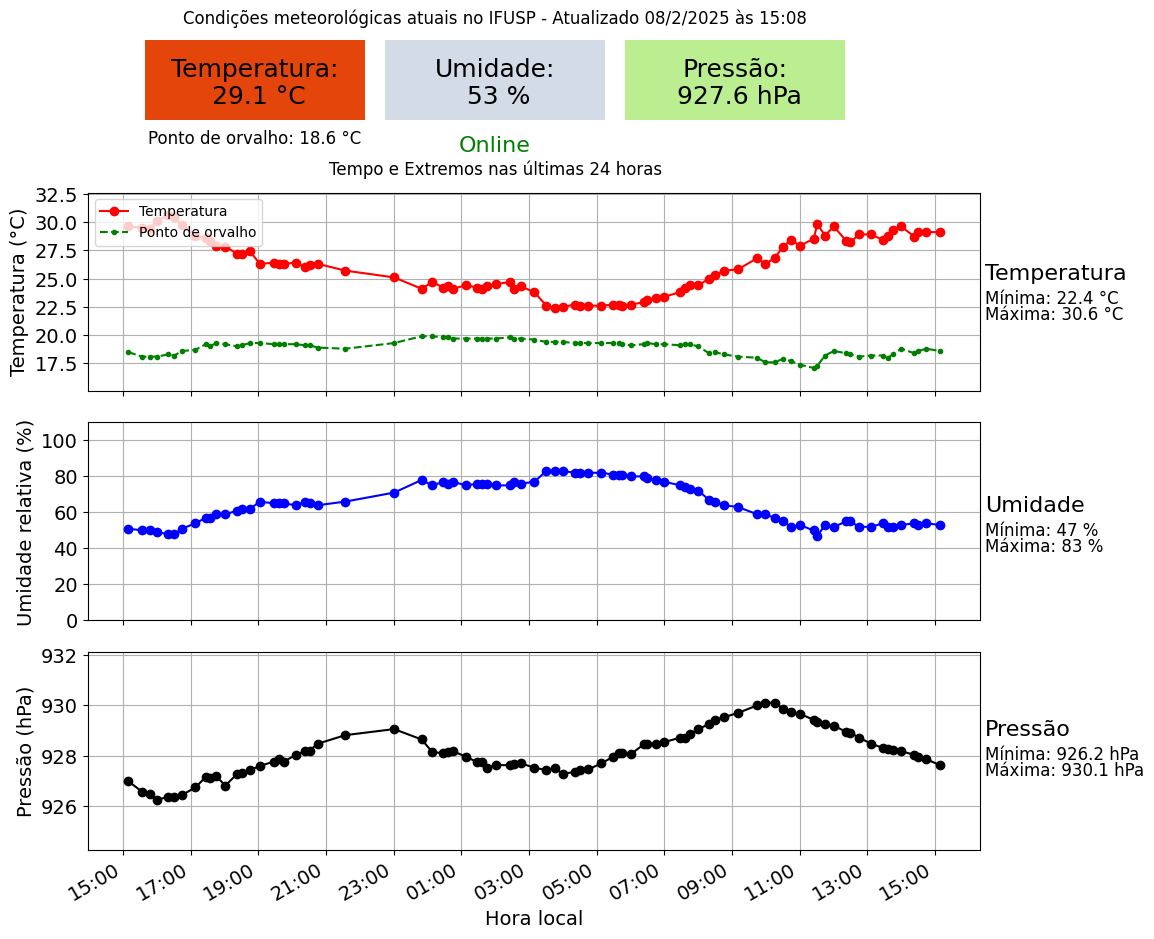 Condições meteorológicas atuais no IFUSP - Atualizado 08/2/2025 às 15:08
Temperatura:
29.1 °C
Umidade:
53 %
Pressão:
927.6 hPa
Ponto de orvalho: 18.6 °C
Online
Tempo e Extremos nas últimas 24 horas
Temperatura (°C)
32.5
30.0
27.5
25.0
22.5
20.0
17.5
Temperatura
Ponto de orvalho
Temperatura
Mínima: 22.4 °C
Máxima: 30.6 °C
Umidade relativa (%)
100
80
60
40
20
0
Umidade
Mínima: 47 %
Máxima: 83 %
Pressão (hPa)
932
930
928
926
Pressão
Mínima: 926.2 hPa
Máxima: 930.1 hPa
15:00 17:00 19:00 21:00 23:00 01:00 03:00 05:00 07:00 09:00 11:00 13:00 15:00
Hora local